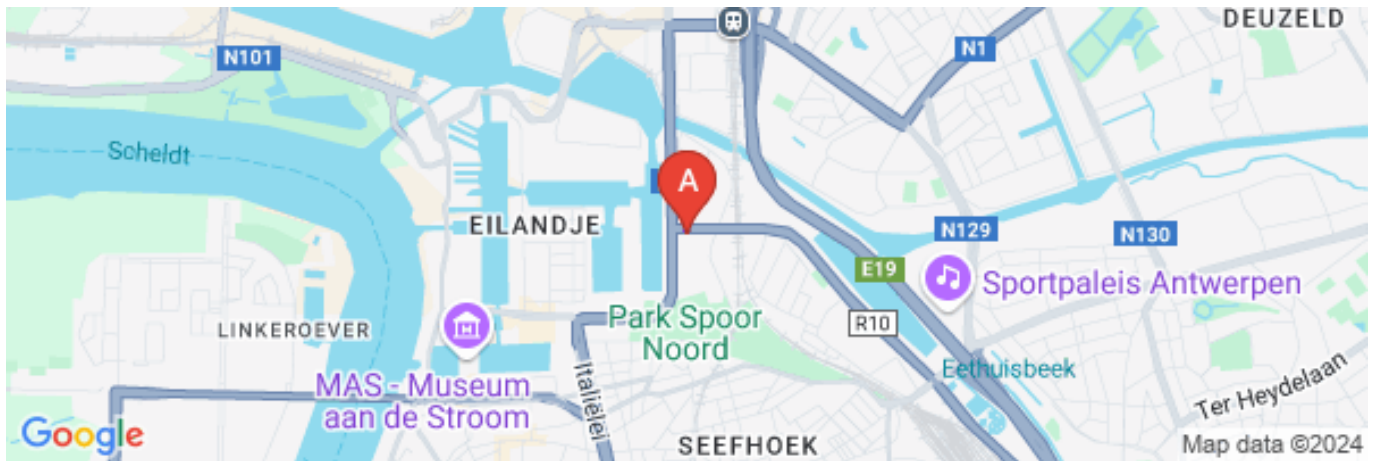 DEUZELD
N1
N101
Scheldt
A
EILANDJE
N129
N130
E19
Sportpaleis Antwerpen
Park Spoor
Noord
R10
LINKEROEVER
MAS - Museum
aan de Stroom
Italiëlei
Eethuisbeek
Ter Heydelaan
Google
SEEFHOEK
Map data ©2024